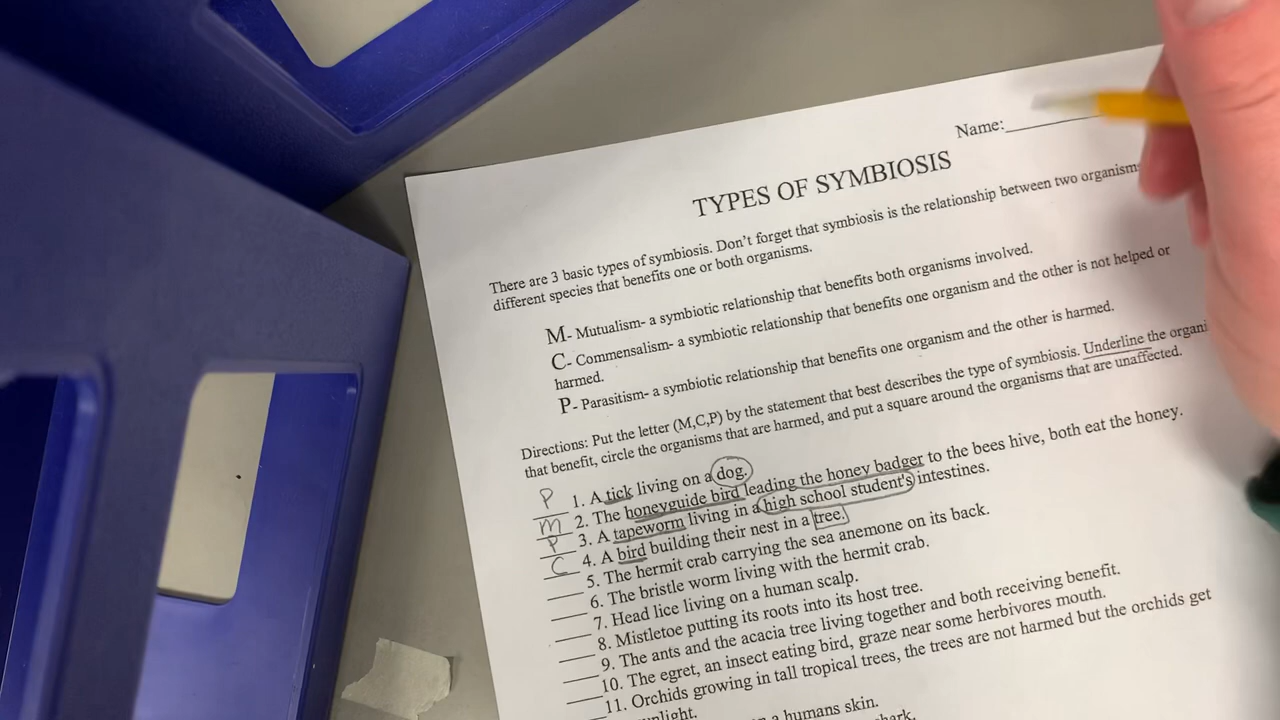 Name:
TYPES OF SYMBIOSIS
There are 3 basic types of symbiosis. Don't forget that symbiosis is the relationship between two
different species that benefits one or both organisms.
M- Mutualism- a symbiotic relationship that benefits both organisms involved.
C- Commensalism- a symbiotic relationship that benefits one organism and the other is not helped or
harmed.
P- Parasitism- a symbiotic relationship that benefits one organism and the other is harmed.
Directions: Put the letter (M,C,P) by the statement that best describes the type of symbiosis. Underline the
that benefit, circle the organisms that are harmed, and put a square around the organisms that are unaffected.
P 1. A tick living on a dog.
M 2. The honeyguide bird leading the honey badger to the bees hive, both eat the honey.
P 3. A tapeworm living in a high school student's intestines.
C 4. A bird building their nest in a tree.
5. The hermit crab carrying the sea anemone on its back.
6. The bristle worm living with the hermit crab.
7. Head lice living on a human scalp.
8. Mistletoe putting its roots into its host tree.
9. The ants and the acacia tree living together and both receiving benefit.
10. The egret, an insect eating bird, graze near some herbivores mouth.
11. Orchids growing in tall tropical trees, the trees are not harmed but the orchids get
a humans skin.